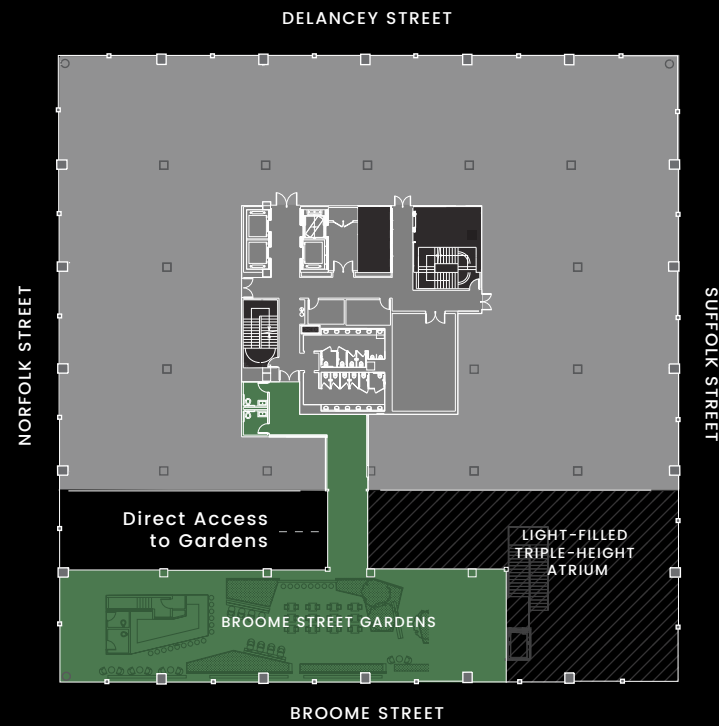 DELANCEY STREET
NORFOLK STREET
SUFFOLK STREET
Direct Access
to Gardens
LIGHT-FILLED
TRIPLE-HEIGHT
ATRIUM
BROOME STREET GARDENS
BROOME STREET